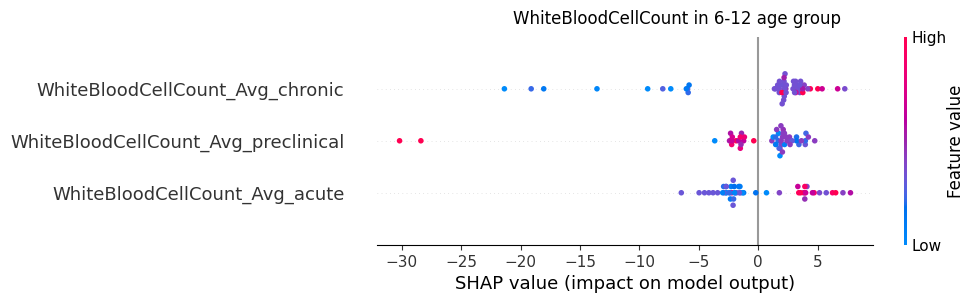 WhiteBloodCellCount in 6-12 age group
High
WhiteBloodCellCount_Avg_chronic
WhiteBloodCellCount_Avg_preclinical
WhiteBloodCellCount_Avg_acute
Feature value
Low
−30 −25 −20 −15 −10 −5 0 5
SHAP value (impact on model output)